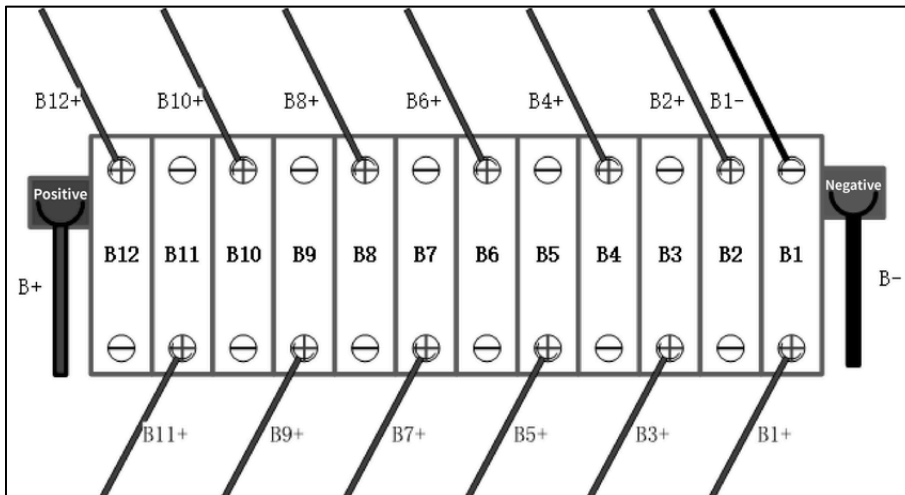 B12+ B10+ B8+ B6+ B4+ B2+ B1-
Positive Negative
B12 B11 B10 B9 B8 B7 B6 B5 B4 B3 B2 B1
B+ B-
B11+ B9+ B7+ B5+ B3+ B1+